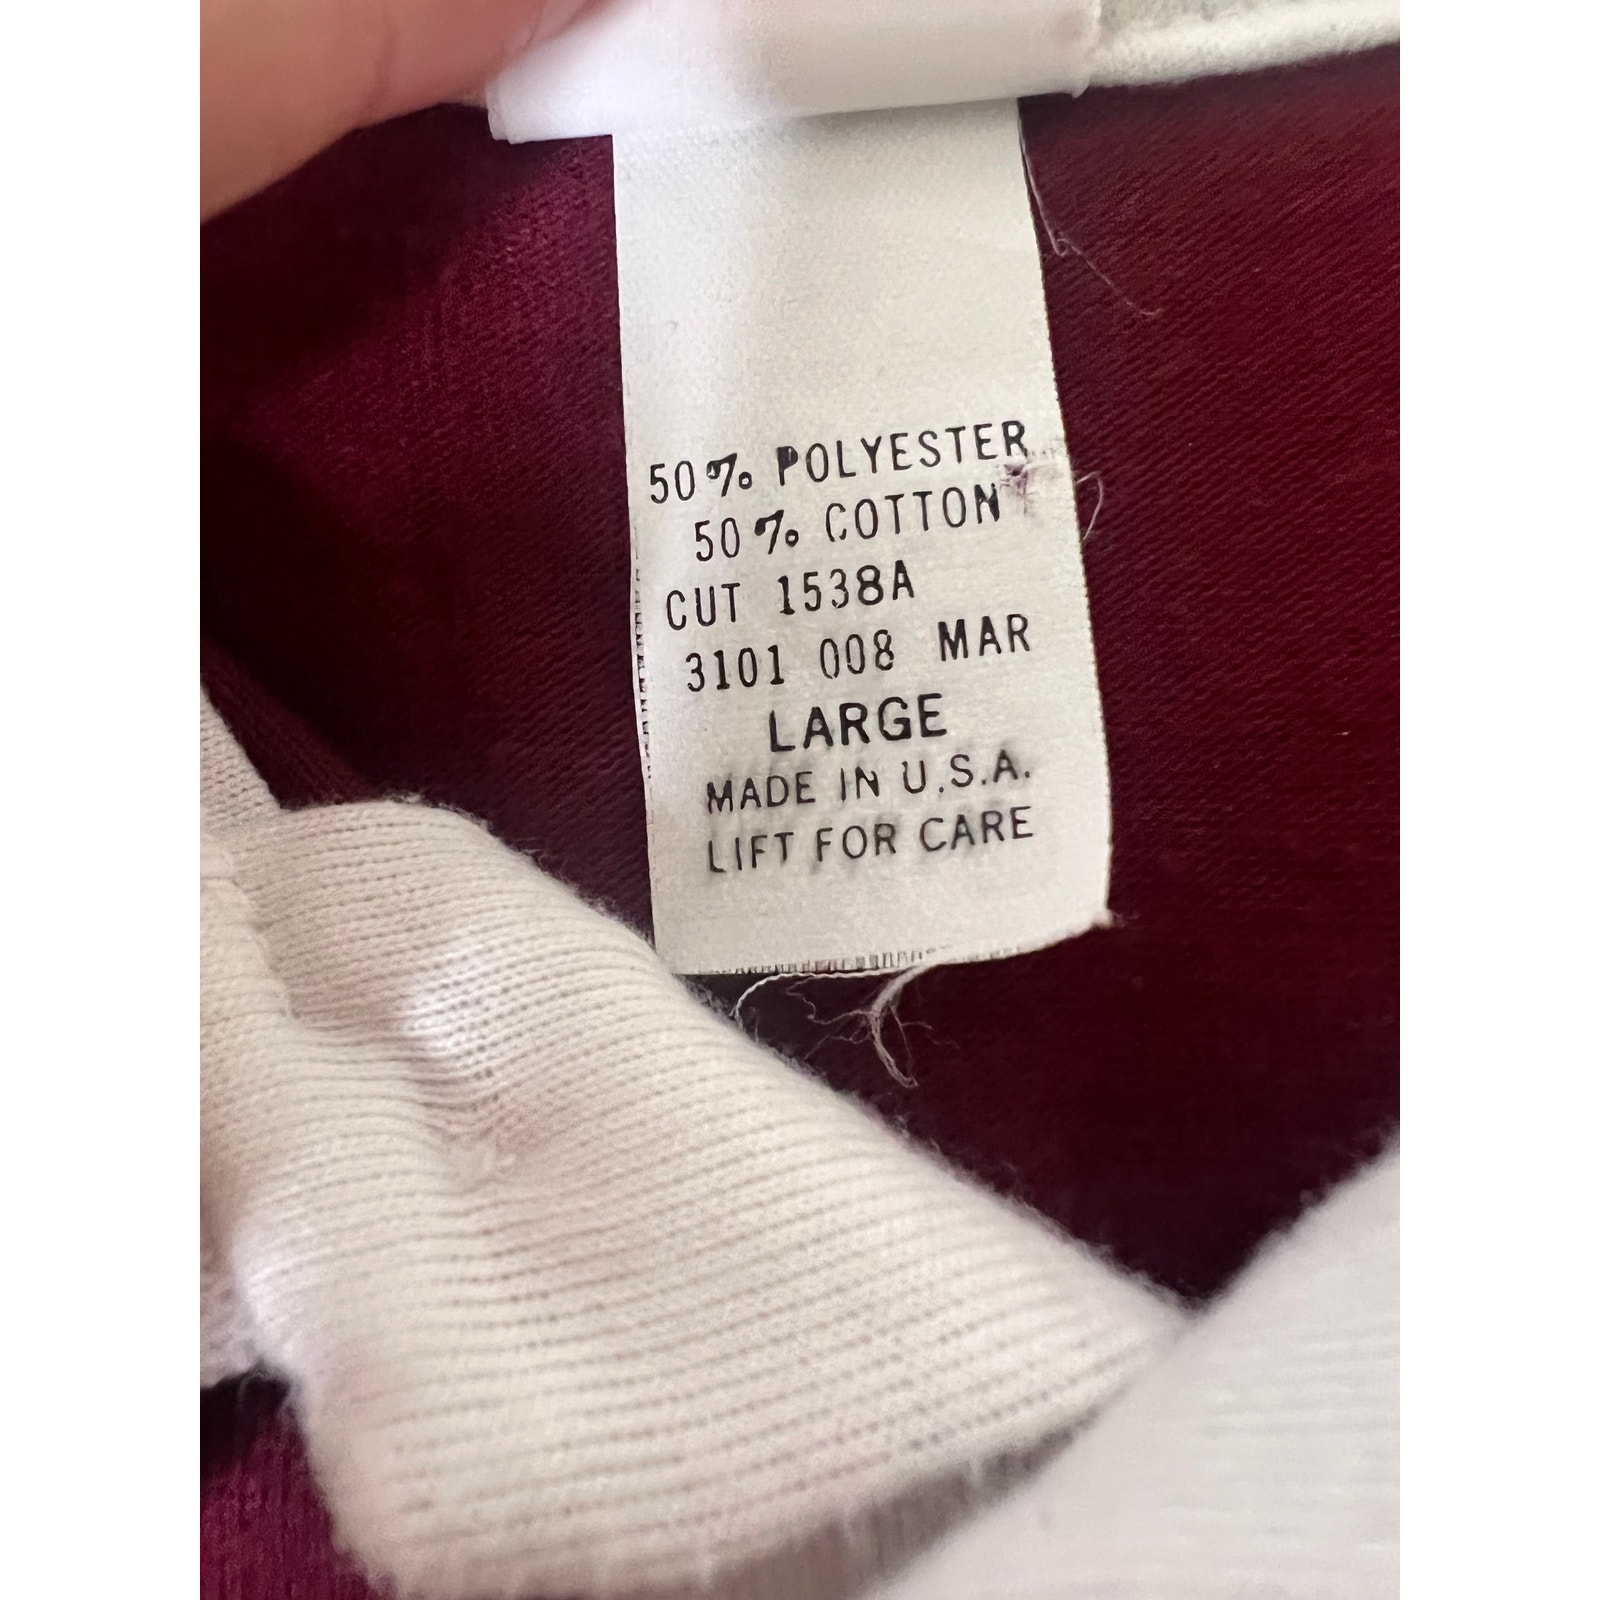 50% POLYESTER
50% COTTON
CUT 1538A
3101 008 MAR
LARGE
MADE IN U.S.A.
LIFT FOR CARE